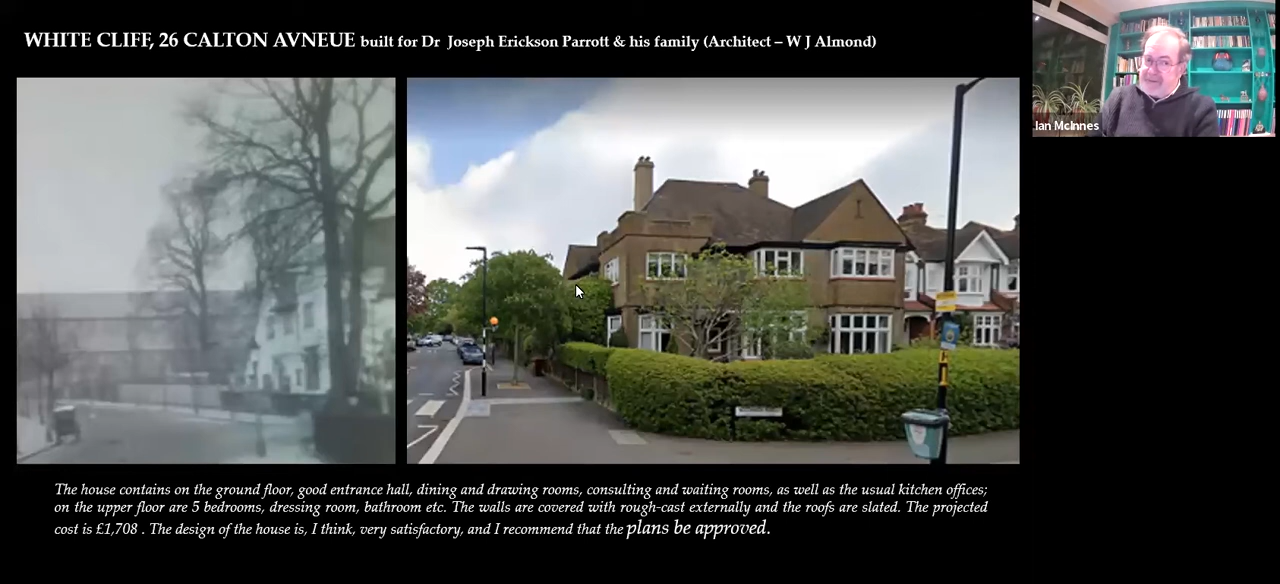 WHITE CLIFF, 26 CALTON AVNEUE built for Dr Joseph Erickson Parrott & his family (Architect – W J Almond)
Ian McInnes
The house contains on the ground floor, good entrance hall, dining and drawing rooms, consulting and waiting rooms, as well as the usual kitchen offices;
on the upper floor are 5 bedrooms, dressing room, bathroom etc. The walls are covered with rough-cast externally and the roofs are slated. The projected
cost is £1,708 . The design of the house is, I think, very satisfactory, and I recommend that the plans be approved.